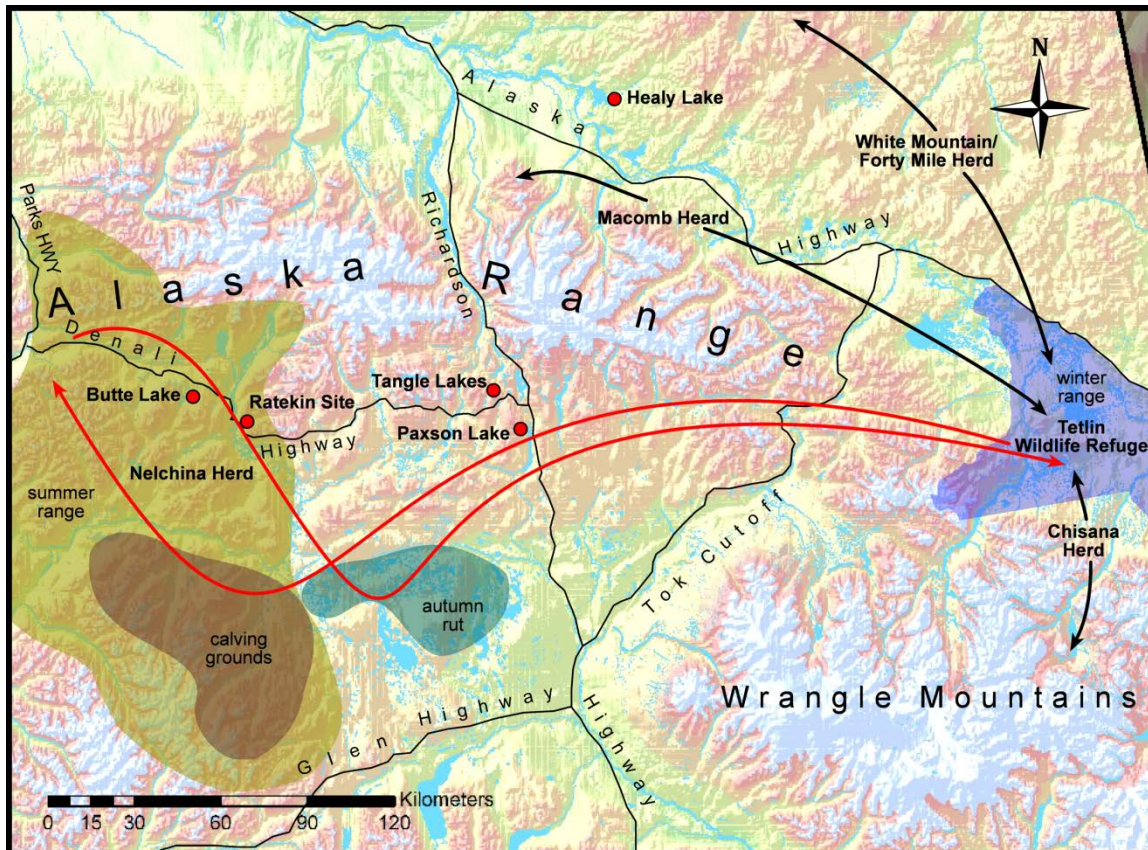 N
Alaska
Healy Lake
White Mountain/
Forty Mile Herd
Parks HWY
Richardson
Macomb Heard
Highway
Alaska Range
Denali
winter
range
Butte Lake
Ratekin Site
Tangle Lakes
Tetlin
Wildlife Refuge
Highway
Paxson Lake
Nelchina Herd
summer
range
Tok Cutoff
Chisana
Herd
autumn
rut
calving
grounds
Wrangle Mountains
Glen Highway
Highway
Kilometers
0 15 30 60 90 120